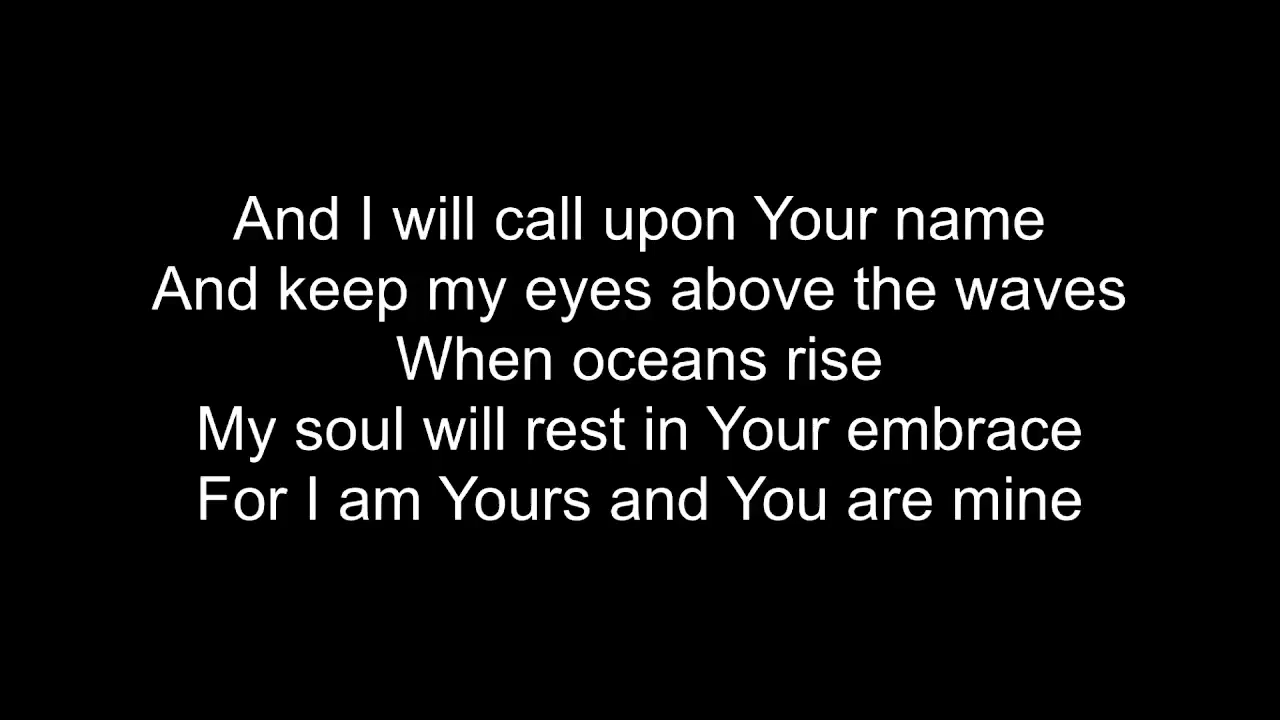 And I will call upon Your name
And keep my eyes above the waves
When oceans rise
My soul will rest in Your embrace
For I am Yours and You are mine